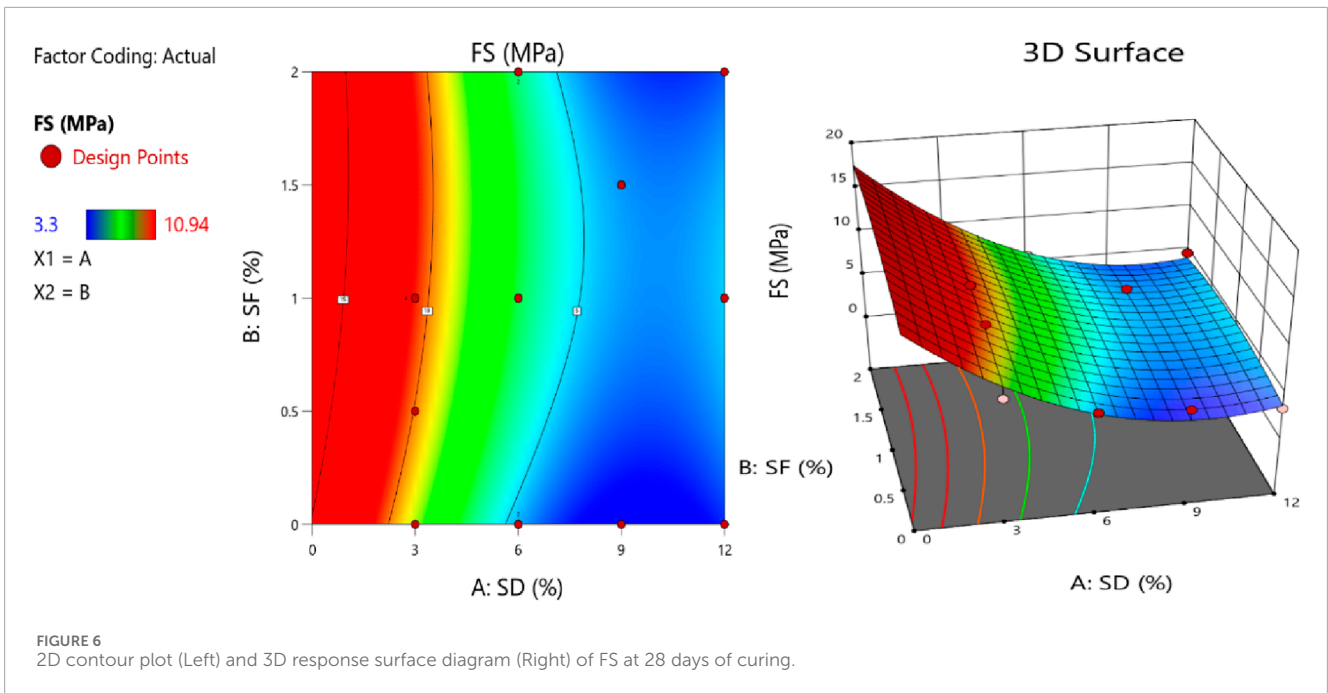 Factor Coding: Actual
FS (MPa)
Design Points
3.3 10.94
X1 = A
X2 = B
FS (MPa)
2
1.5
1
0.5
0
0 3 6 9 12
B: SF (%)
A: SD (%)
3D Surface
20
15
10
5
0
FS (MPa)
2
1.5
1
0.5
0
B: SF (%)
0 3 6 9 12
A: SD (%)
FIGURE 6
2D contour plot (Left) and 3D response surface diagram (Right) of FS at 28 days of curing.